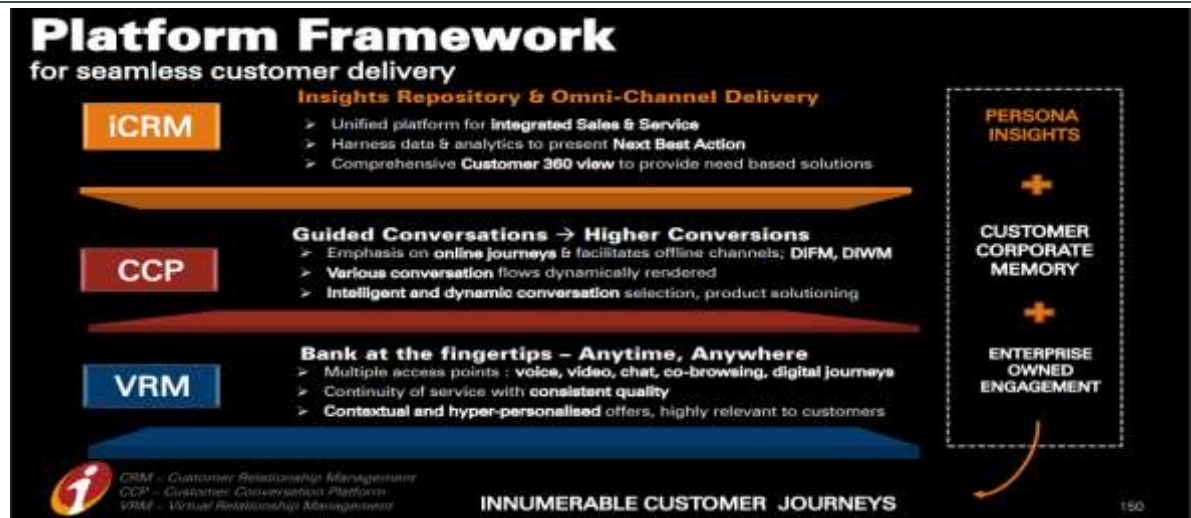 Platform Framework
for seamless customer delivery
iCRM
Insights Repository & Omni-Channel Delivery
➢ Unified platform for integrated Sales & Service
➢ Harness data & analytics to present Next Best Action
➢ Comprehensive Customer 360 view to provide need based solutions
CCP
Guided Conversations → Higher Conversions
➢ Emphasis on online journeys & facilitates offline channels; DIFM, DIWM
➢ Various conversation flows dynamically rendered
➢ Intelligent and dynamic conversation selection, product solutioning
VRM
Bank at the fingertips – Anytime, Anywhere
➢ Multiple access points : voice, video, chat, co-browsing, digital journeys
➢ Continuity of service with consistent quality
➢ Contextual and hyper-personalised offers, highly relevant to customers
PERSONA
INSIGHTS
+
CUSTOMER
CORPORATE
MEMORY
+
ENTERPRISE
OWNED
ENGAGEMENT
CRM – Customer Relationship Management
CCP – Customer Conversation Platform
VRM – Virtual Relationship Management
INNUMERABLE CUSTOMER JOURNEYS
150